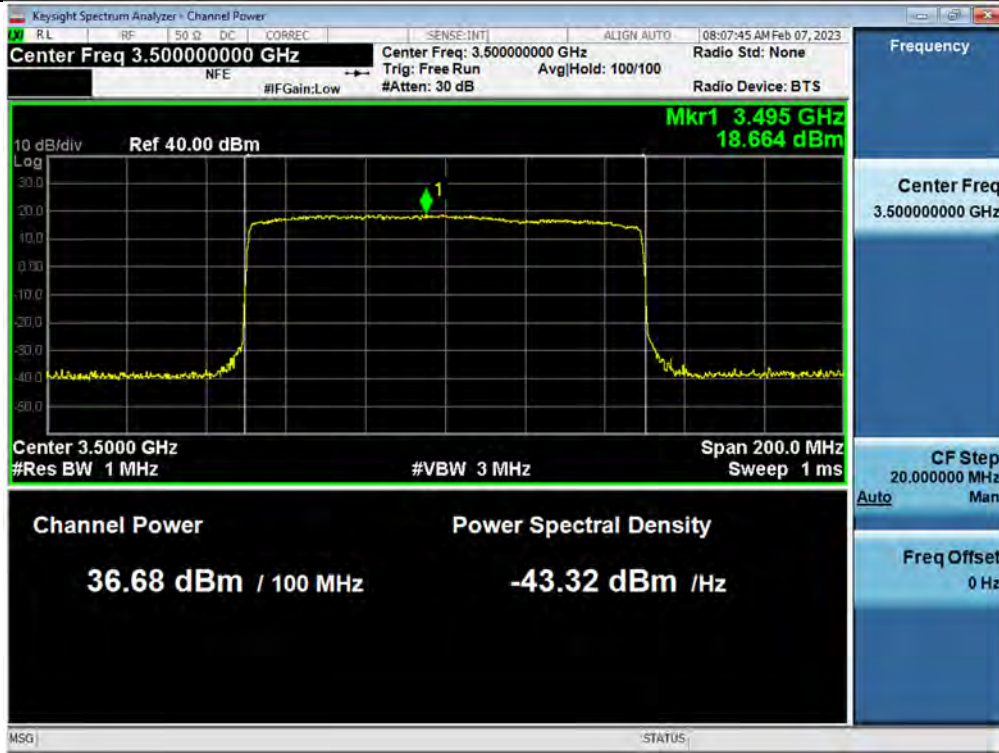 Keysight Spectrum Analyzer - Channel Power
LXI RL RF 50 Ω DC CORREC SENSE:INT ALIGN AUTO 08:07:45 AM Feb 07, 2023
Center Freq 3.500000000 GHz
NFE
#IFGain:Low
Center Freq: 3.500000000 GHz
Trig: Free Run Avg|Hold: 100/100
#Atten: 30 dB
Radio Std: None
Radio Device: BTS
Mkr1 3.495 GHz
18.664 dBm
10 dB/div Ref 40.00 dBm
Log
30.0
20.0
10.0
0.00
-10.0
-20.0
-30.0
-40.0
-50.0
1
Center 3.5000 GHz Span 200.0 MHz
#Res BW 1 MHz #VBW 3 MHz Sweep 1 ms
Channel Power Power Spectral Density
36.68 dBm / 100 MHz -43.32 dBm /Hz
Frequency
Center Freq
3.500000000 GHz
CF Step
20.000000 MHz
Auto Man
Freq Offset
0 Hz
MSG STATUS